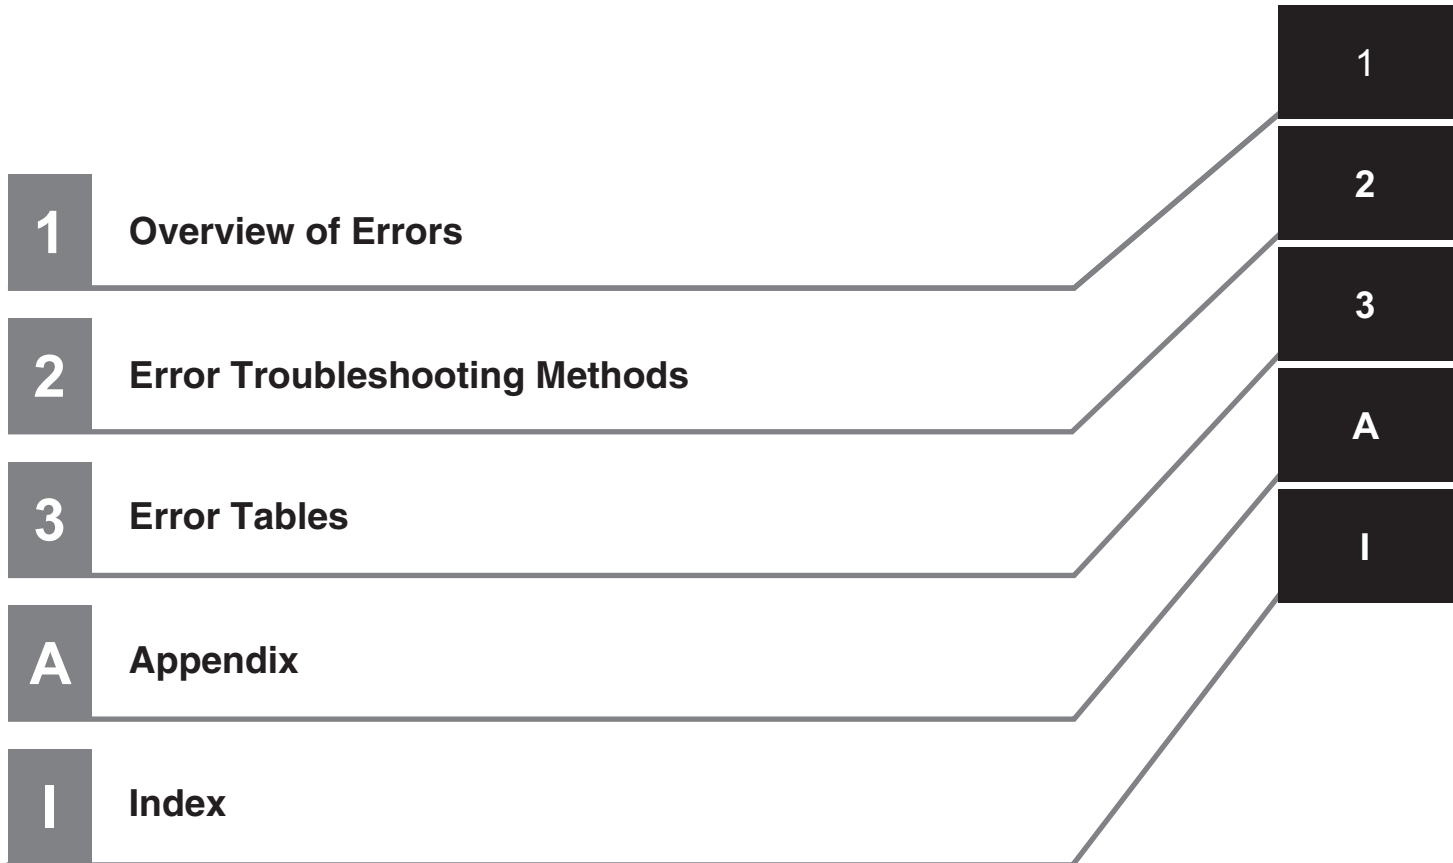 1 Overview of Errors
2 Error Troubleshooting Methods
3 Error Tables
A Appendix
I Index
1
2
3
A
I